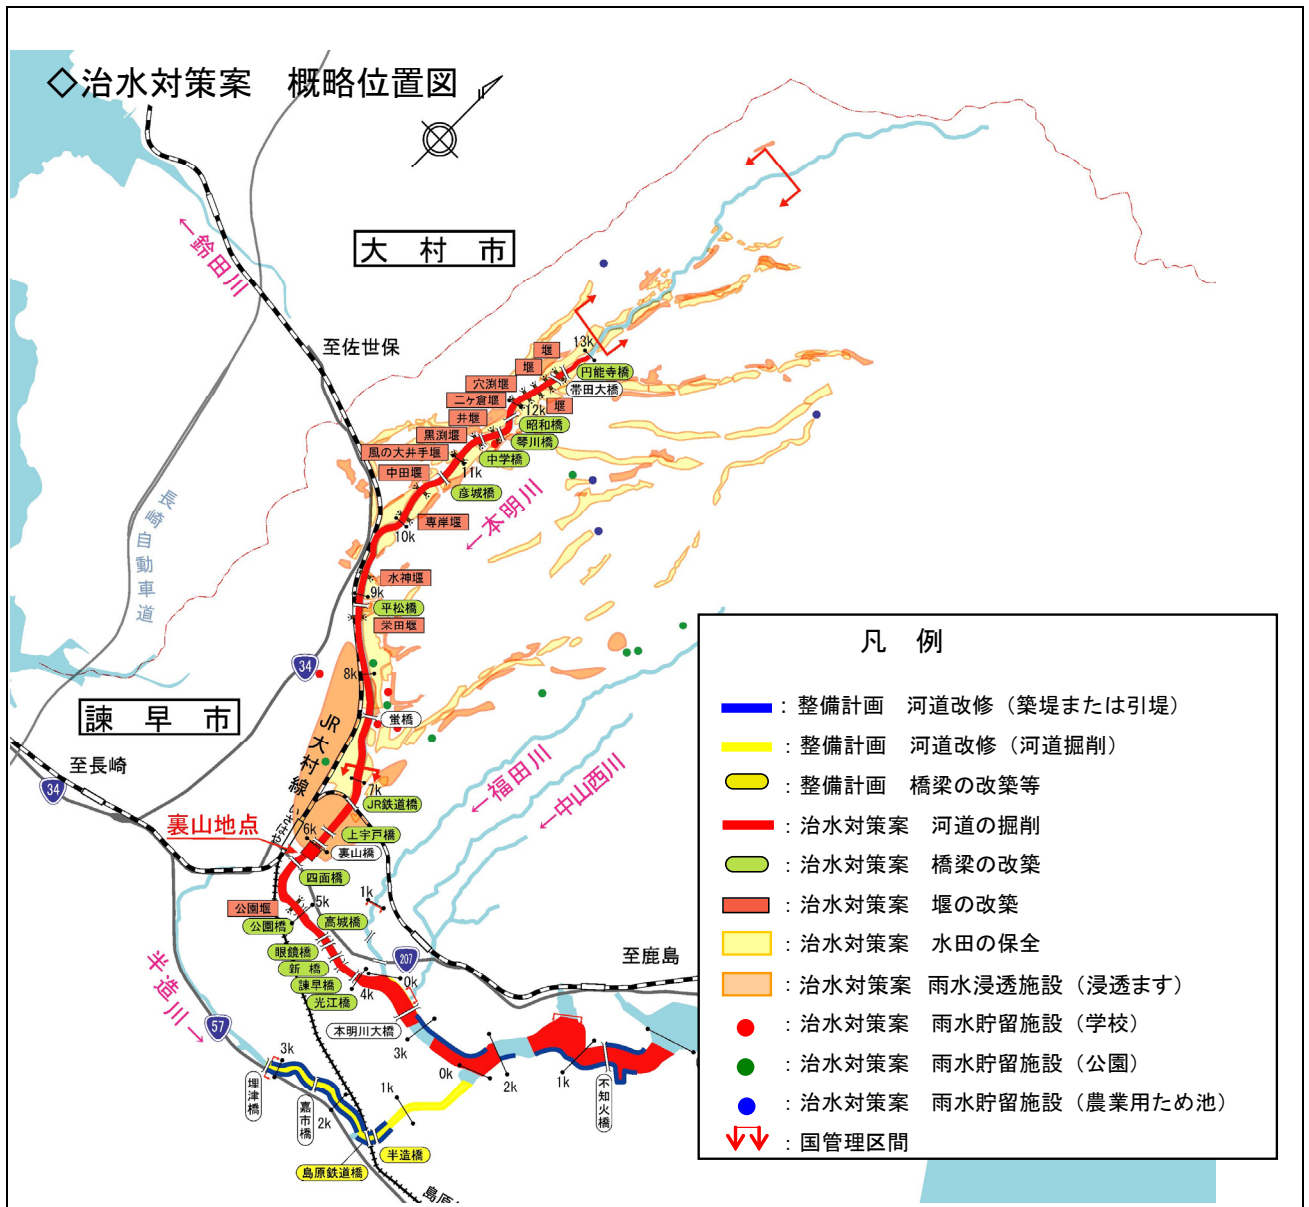 ◇治水対策案　概略位置図
大村市
←鈴田川
至佐世保
13k
堰
円能寺橋
堰
帯田大橋
穴渕堰
二ヶ倉堰
堰
12k
井堰
昭和橋
黒渕堰
琴川橋
風の大井手堰
中学橋
11k
中田堰
彦城橋
←本明川
専岸堰
10k
長崎自動車道
水神堰
9k
平松橋
栄田堰
34
8k
諫早市
蛍橋
JR大村線
至長崎
34
7k
←福田川
←中山西川
JR鉄道橋
裏山地点
6k
上宇戸橋
裏山橋
四面橋
1k
5k
公園堰
公園橋
高城橋
眼鏡橋
新橋
諫早橋
光江橋
4k
0k
207
至鹿島
本明川大橋
半造川→
57
3k
3k
0k
2k
1k
不知火橋
埋津橋
嘉市橋
2k
1k
半造橋
島原鉄道橋
凡　例
：整備計画　河道改修（築堤または引堤）
：整備計画　河道改修（河道掘削）
：整備計画　橋梁の改築等
：治水対策案　河道の掘削
：治水対策案　橋梁の改築
：治水対策案　堰の改築
：治水対策案　水田の保全
：治水対策案　雨水浸透施設（浸透ます）
：治水対策案　雨水貯留施設（学校）
：治水対策案　雨水貯留施設（公園）
：治水対策案　雨水貯留施設（農業用ため池）
：国管理区間